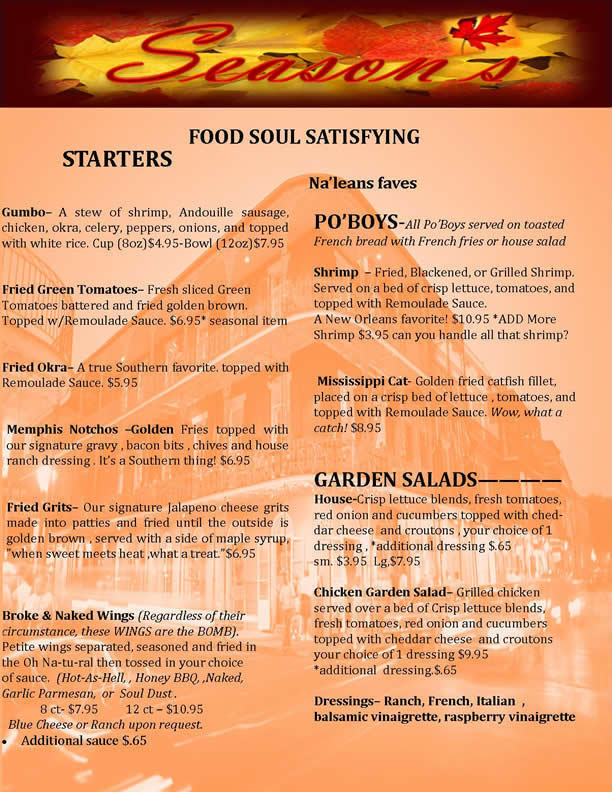 Season's
FOOD SOUL SATISFYING
STARTERS
Gumbo– A stew of shrimp, Andouille sausage,
chicken, okra, celery, peppers, onions, and topped
with white rice. Cup (8oz)$4.95-Bowl (12oz)$7.95
Fried Green Tomatoes– Fresh sliced Green
Tomatoes battered and fried golden brown.
Topped w/Remoulade Sauce. $6.95* seasonal item
Fried Okra– A true Southern favorite. topped with
Remoulade Sauce. $5.95
Memphis Notchos –Golden Fries topped with
our signature gravy , bacon bits , chives and house
ranch dressing . It's a Southern thing! $6.95
Fried Grits– Our signature Jalapeno cheese grits
made into patties and fried until the outside is
golden brown , served with a side of maple syrup,
"when sweet meets heat ,what a treat."$6.95
Broke & Naked Wings (Regardless of their
circumstance, these WINGS are the BOMB).
Petite wings separated, seasoned and fried in
the Oh Na-tu-ral then tossed in your choice
of sauce. (Hot-As-Hell, , Honey BBQ, ,Naked,
Garlic Parmesan, or Soul Dust .
8 ct- $7.95 12 ct – $10.95
Blue Cheese or Ranch upon request.
• Additional sauce $.65
Na'leans faves
PO'BOYS-All Po'Boys served on toasted
French bread with French fries or house salad
Shrimp – Fried, Blackened, or Grilled Shrimp.
Served on a bed of crisp lettuce, tomatoes, and
topped with Remoulade Sauce.
A New Orleans favorite! $10.95 *ADD More
Shrimp $3.95 can you handle all that shrimp?
Mississippi Cat- Golden fried catfish fillet,
placed on a crisp bed of lettuce , tomatoes, and
topped with Remoulade Sauce. Wow, what a
catch! $8.95
GARDEN SALADS————
House-Crisp lettuce blends, fresh tomatoes,
red onion and cucumbers topped with ched-
dar cheese and croutons , your choice of 1
dressing , *additional dressing $.65
sm. $3.95 Lg,$7.95
Chicken Garden Salad– Grilled chicken
served over a bed of Crisp lettuce blends,
fresh tomatoes, red onion and cucumbers
topped with cheddar cheese and croutons
your choice of 1 dressing $9.95
*additional dressing.$.65
Dressings– Ranch, French, Italian ,
balsamic vinaigrette, raspberry vinaigrette